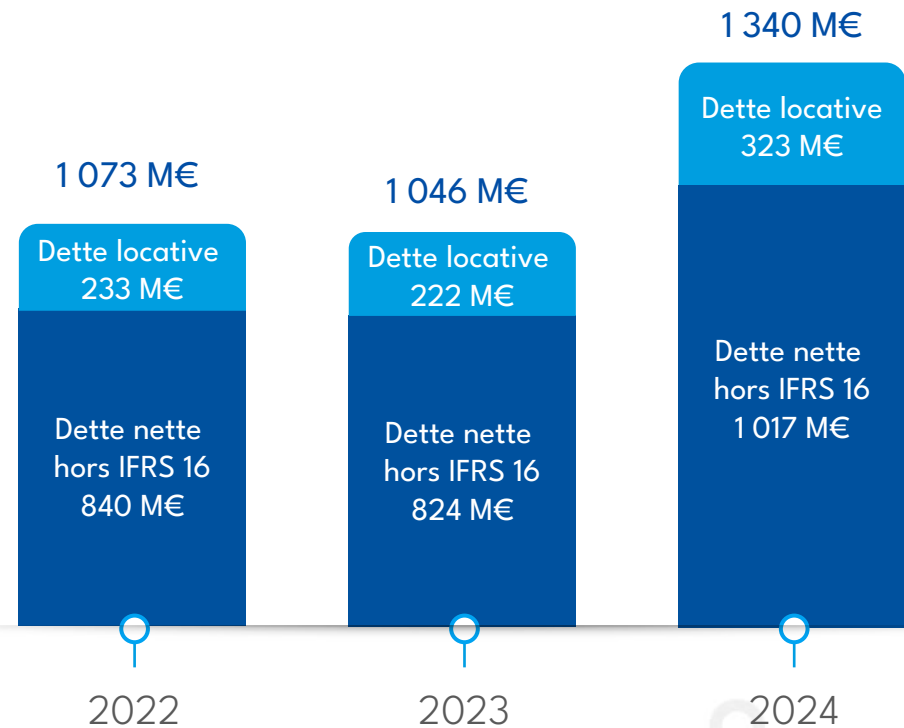 1 073 M€
Dette locative
233 M€
Dette nette
hors IFRS 16
840 M€
2022
1 046 M€
Dette locative
222 M€
Dette nette
hors IFRS 16
824 M€
2023
1 340 M€
Dette locative
323 M€
Dette nette
hors IFRS 16
1 017 M€
2024